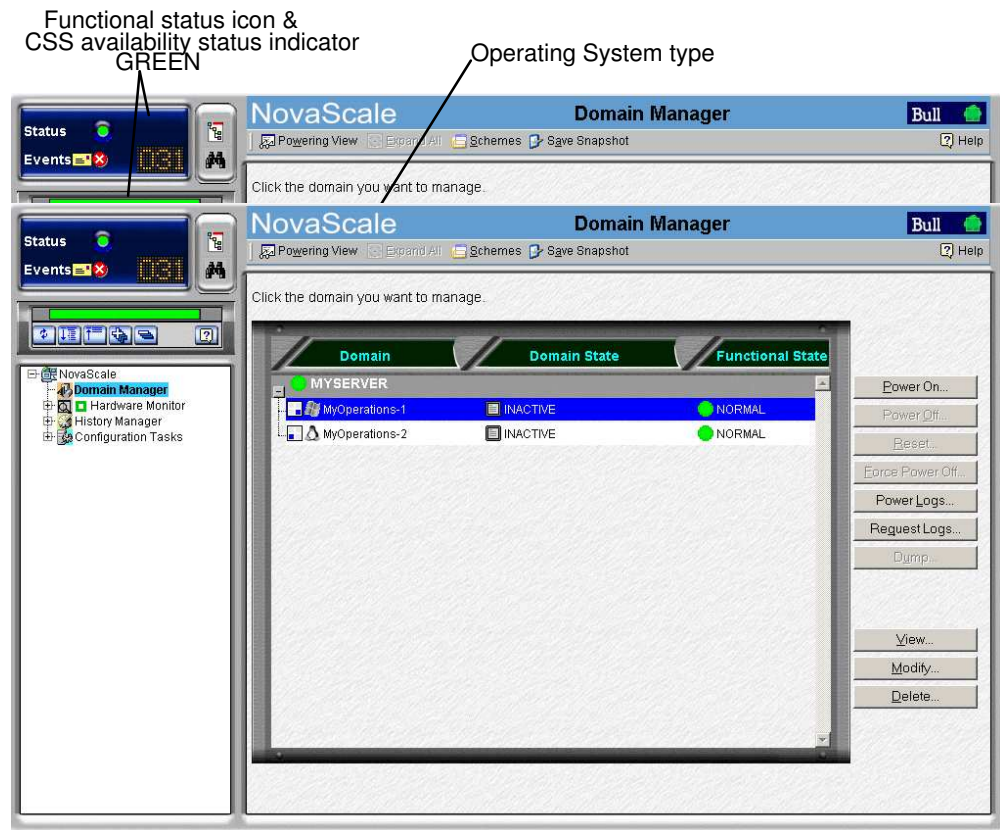 Functional status icon &
CSS availability status indicator
GREEN
Operating System type
Status
Events
031
NovaScale
Domain Manager
Bull
Powering View
Expand All
Schemes
Save Snapshot
Help
Click the domain you want to manage.
Status
Events
031
NovaScale
Domain Manager
Bull
Powering View
Expand All
Schemes
Save Snapshot
Help
Click the domain you want to manage.
NovaScale
Domain Manager
Hardware Monitor
History Manager
Configuration Tasks
Domain
Domain State
Functional State
MYSERVER
MyOperations-1
INACTIVE
NORMAL
MyOperations-2
INACTIVE
NORMAL
Power On...
Power Off...
Reset...
Force Power Off...
Power Logs...
Request Logs...
Dump...
View...
Modify...
Delete...